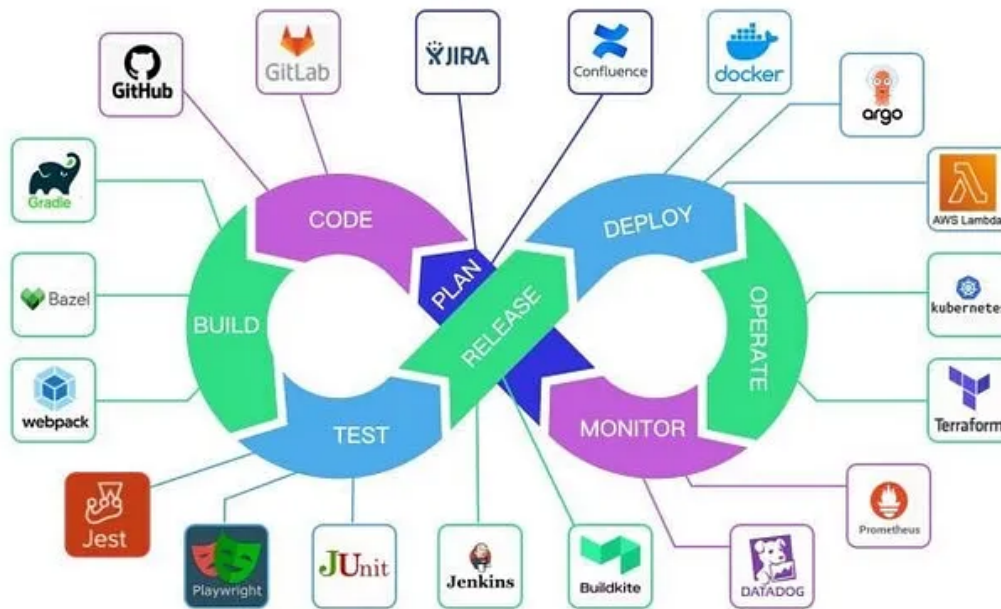 GitHub
GitLab
JIRA
Confluence
docker
argo
Gradle
CODE
DEPLOY
AWS Lambda
PLAN
Bazel
BUILD
RELEASE
OPERATE
kubernetes
webpack
TEST
MONITOR
Terraform
Jest
Playwright
JUnit
Jenkins
Buildkite
DATADOG
Prometheus